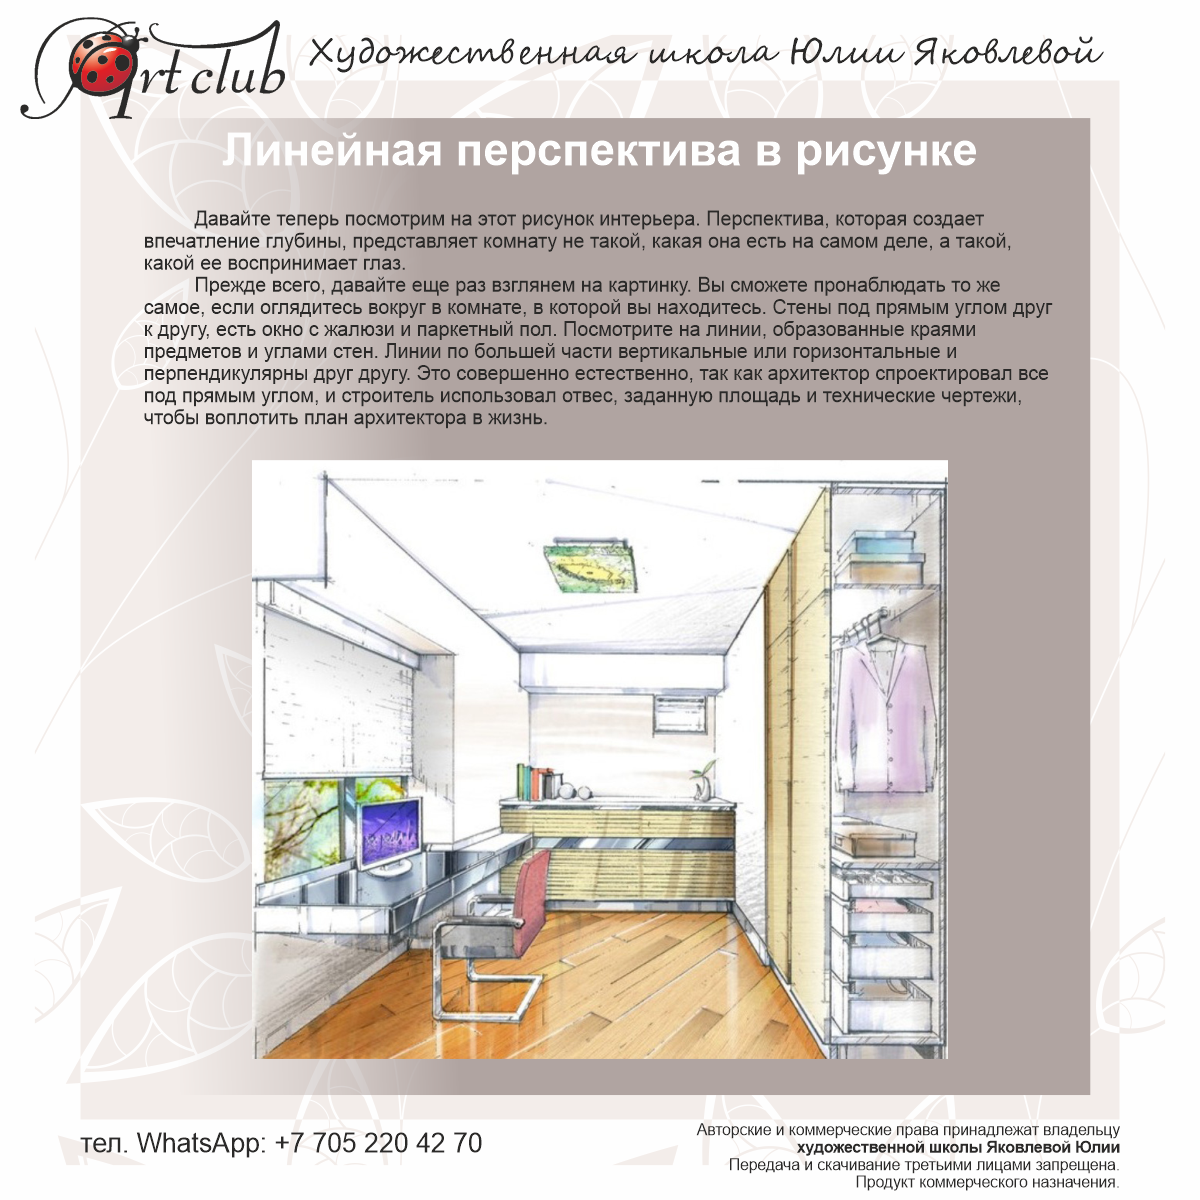 Art club
Художественная школа Юлии Яковлевой
Линейная перспектива в рисунке
Давайте теперь посмотрим на этот рисунок интерьера. Перспектива, которая создает
впечатление глубины, представляет комнату не такой, какая она есть на самом деле, а такой,
какой ее воспринимает глаз.
Прежде всего, давайте еще раз взглянем на картинку. Вы сможете пронаблюдать то же
самое, если оглядитесь вокруг в комнате, в которой вы находитесь. Стены под прямым углом друг
к другу, есть окно с жалюзи и паркетный пол. Посмотрите на линии, образованные краями
предметов и углами стен. Линии по большей части вертикальные или горизонтальные и
перпендикулярны друг другу. Это совершенно естественно, так как архитектор спроектировал все
под прямым углом, и строитель использовал отвес, заданную площадь и технические чертежи,
чтобы воплотить план архитектора в жизнь.
тел. WhatsApp: +7 705 220 42 70
Авторские и коммерческие права принадлежат владельцу
художественной школы Яковлевой Юлии
Передача и скачивание третьими лицами запрещена.
Продукт коммерческого назначения.